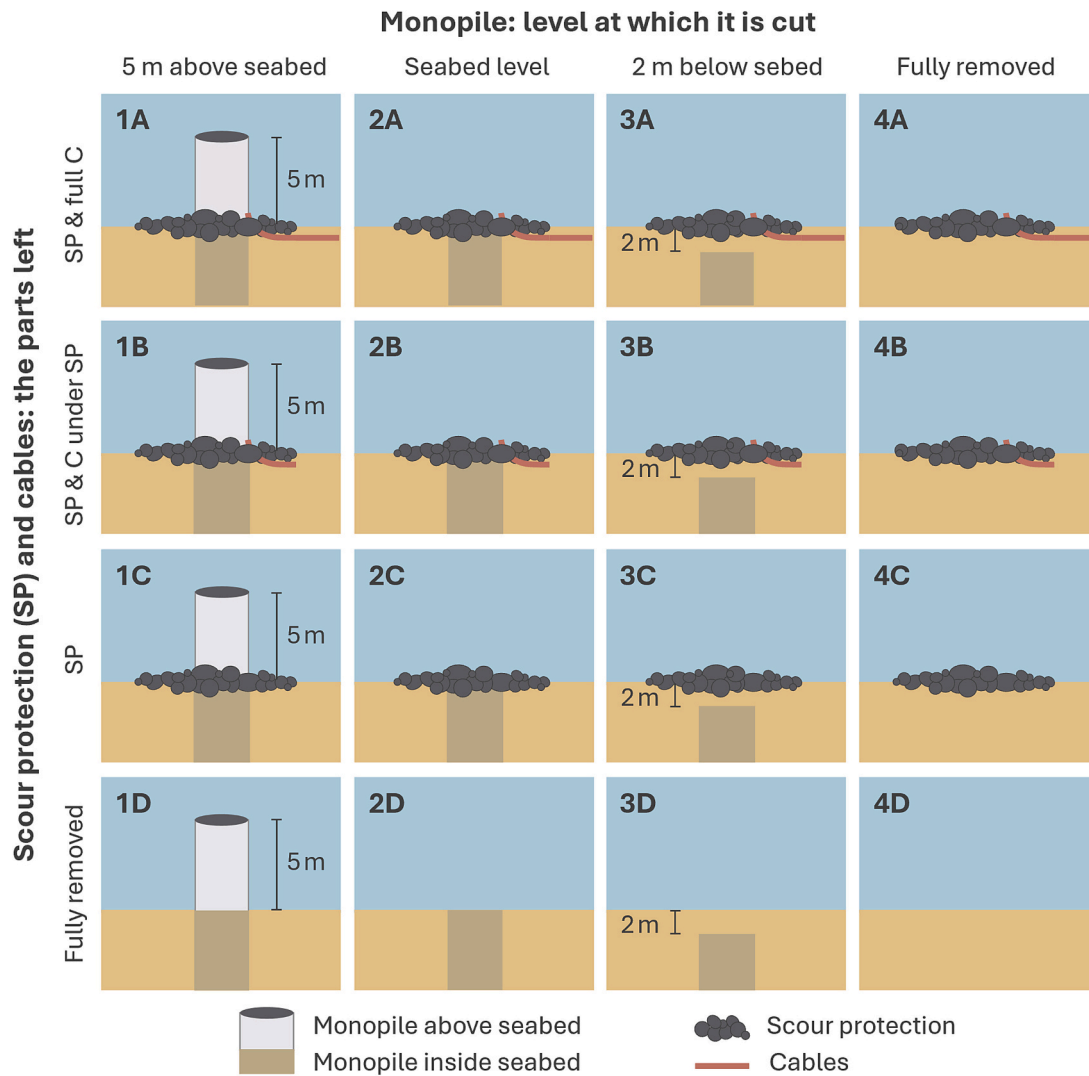 Monopile: level at which it is cut
5 m above seabed
Seabed level
2 m below sebed
Fully removed
Scour protection (SP) and cables: the parts left
SP & full C
1A
5 m
2A
3A
2 m
4A
SP & C under SP
1B
5 m
2B
3B
2 m
4B
SP
1C
5 m
2C
3C
2 m
4C
Fully removed
1D
5 m
2D
3D
2 m
4D
Monopile above seabed
Monopile inside seabed
Scour protection
Cables